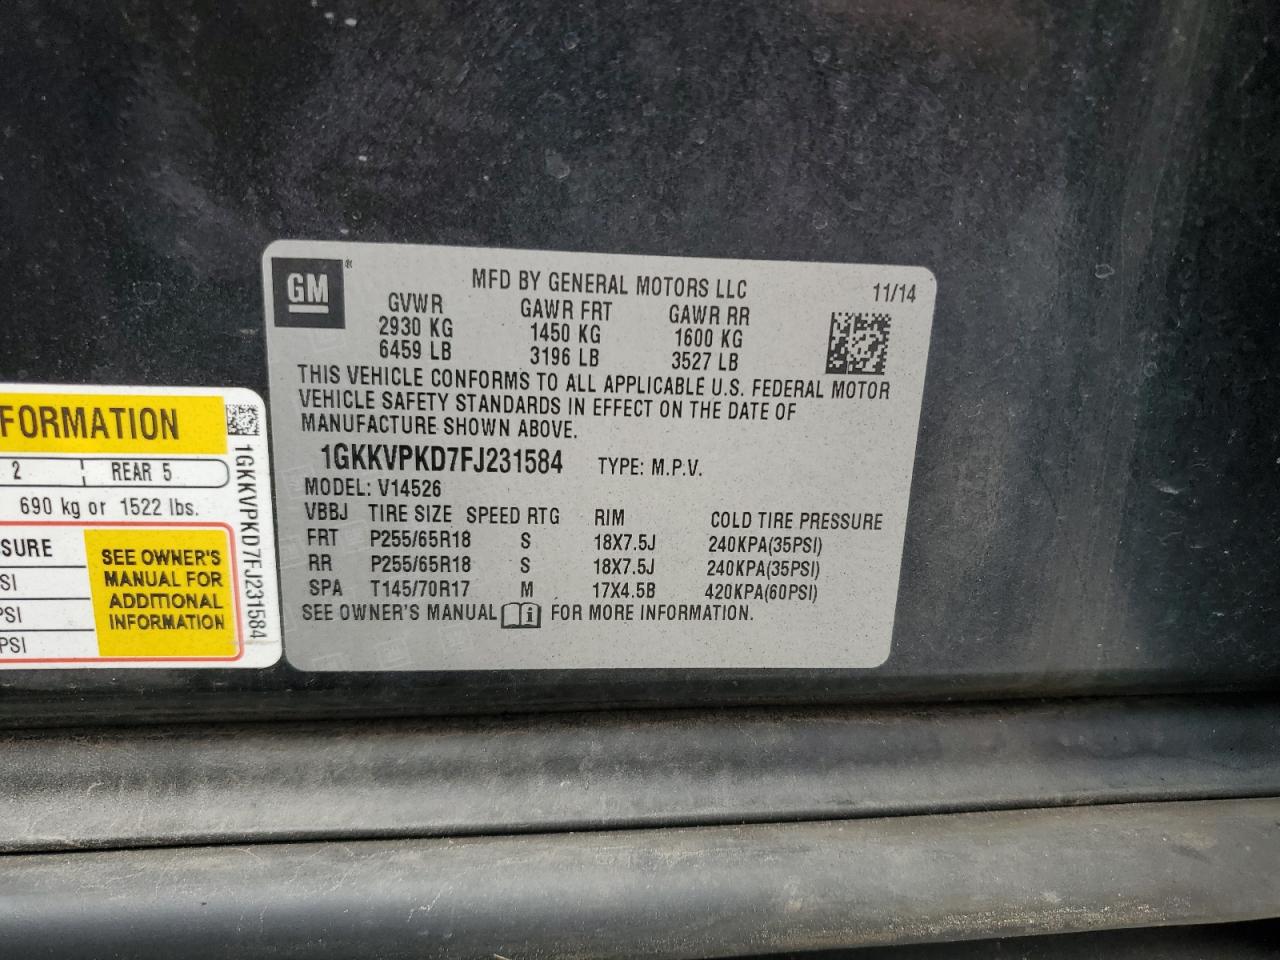 GM®
MFD BY GENERAL MOTORS LLC
11/14
GVWR GAWR FRT GAWR RR
2930 KG 1450 KG 1600 KG
6459 LB 3196 LB 3527 LB
THIS VEHICLE CONFORMS TO ALL APPLICABLE U.S. FEDERAL MOTOR
VEHICLE SAFETY STANDARDS IN EFFECT ON THE DATE OF
MANUFACTURE SHOWN ABOVE.
1GKKVPKD7FJ231584 TYPE: M.P.V.
MODEL: V14526
VBBJ TIRE SIZE SPEED RTG RIM COLD TIRE PRESSURE
FRT P255/65R18 S 18X7.5J 240KPA(35PSI)
RR P255/65R18 S 18X7.5J 240KPA(35PSI)
SPA T145/70R17 M 17X4.5B 420KPA(60PSI)
SEE OWNER'S MANUAL i FOR MORE INFORMATION.
FORMATION
2 REAR 5
690 kg or 1522 lbs.
SURE
SI
PSI
PSI
SEE OWNER'S
MANUAL FOR
ADDITIONAL
INFORMATION
1GKKVPKD7FJ231584